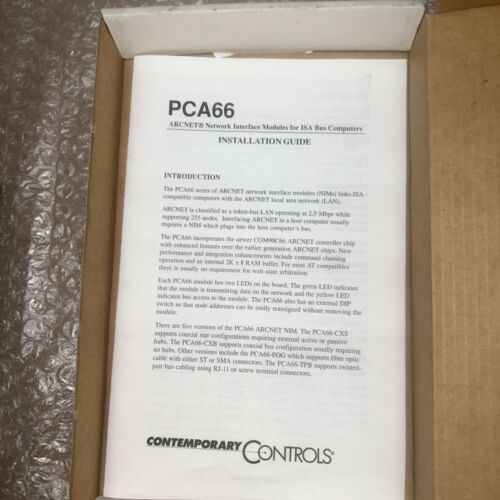 PCA66
ARCNET® Network Interface Modules for ISA Bus Computers
INSTALLATION GUIDE
INTRODUCTION
The PCA66 series of ARCNET network interface modules (NIMs) links ISA
compatible computers with the ARCNET local area network (LAN).
ARCNET is classified as a token-bus LAN operating at 2.5 Mbps while
supporting 255 nodes. Interfacing ARCNET to a host computer usually
requires a NIM which plugs into the host computer's bus.
The PCA66 incorporates the newer COM90C66 ARCNET controller chip
with enhanced features over the earlier generation ARCNET chips. New
performance and integration enhancements include command chaining
operation and an internal 2K x 8 RAM buffer. For most AT compatibles
there is usually no requirement for wait-state arbitration.
Each PCA66 module has two LEDs on the board. The green LED indicates
that the module is transmitting data on the network and the yellow LED
indicates bus access to the module. The PCA66 also has an external DIP
switch so that node addresses can be easily reassigned without removing the
module.
There are five versions of the PCA66 ARCNET NIM. The PCA66-CXS
supports coaxial star configurations requiring external active or passive
hubs. The PCA66-CXB supports coaxial bus configuration usually requiring
no hubs. Other versions include the PCA66-FOG which supports fiber optic
cable with either ST or SMA connectors. The PCA66-TPB supports twisted-
pair bus cabling using RJ-11 or screw terminal connectors.
CONTEMPORARY CONTROLS®